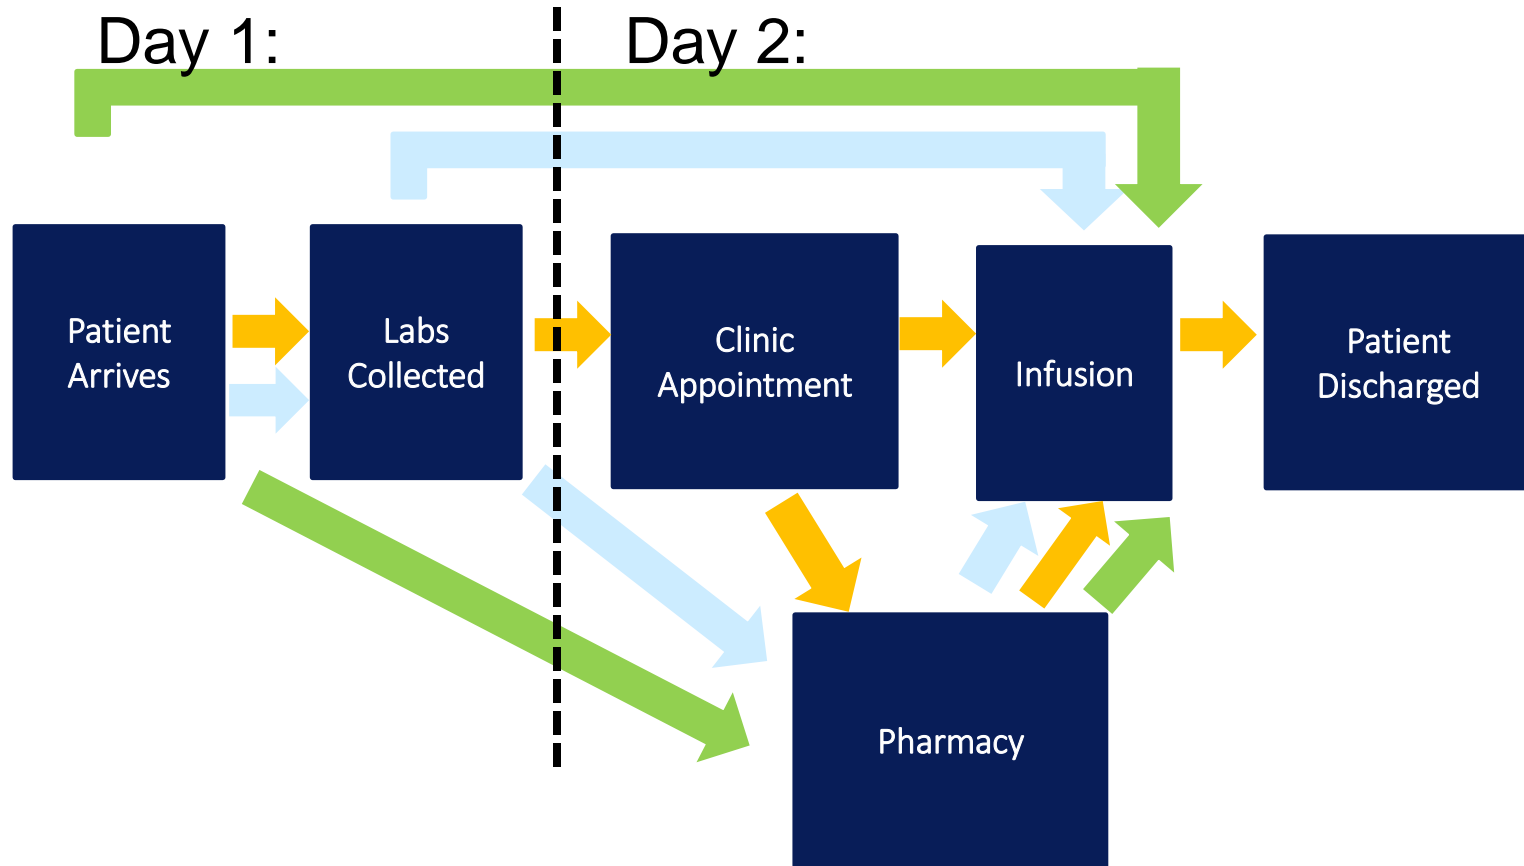 Day 1:
Day 2:
Patient
Arrives
Labs
Collected
Clinic
Appointment
Infusion
Patient
Discharged
Pharmacy